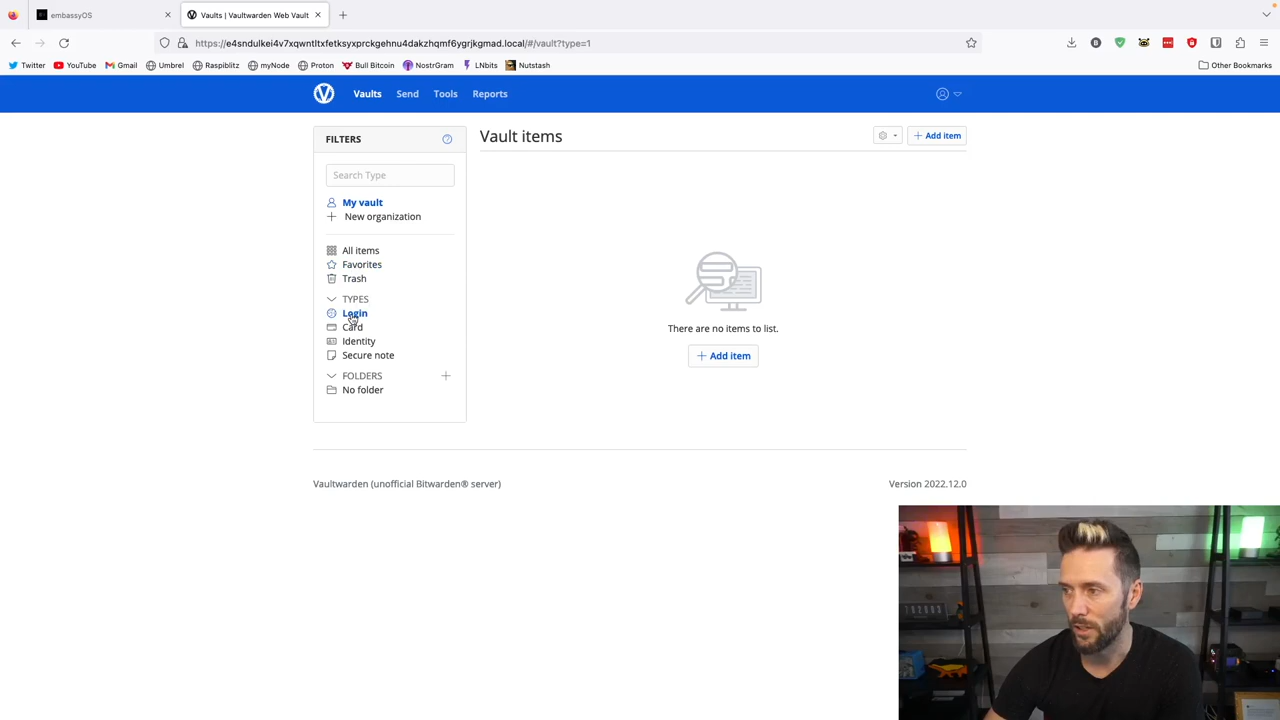 embassyOS
Vaults | Vaultwarden Web Vault
https://e4sndulkei4v7xqwntltxfetksyxprckgehnu4dakzhqmf6ygrjkgmad.local/#/vault?type=1
Twitter YouTube Gmail Umbrel Raspiblitz myNode Proton Bull Bitcoin NostrGram LNbits Nutstash Other Bookmarks
Vaults Send Tools Reports
FILTERS
Search Type
My vault
New organization
All items
Favorites
Trash
TYPES
Login
Card
Identity
Secure note
FOLDERS
No folder
Vault items
Add item
There are no items to list.
Add item
Vaultwarden (unofficial Bitwarden® server)
Version 2022.12.0